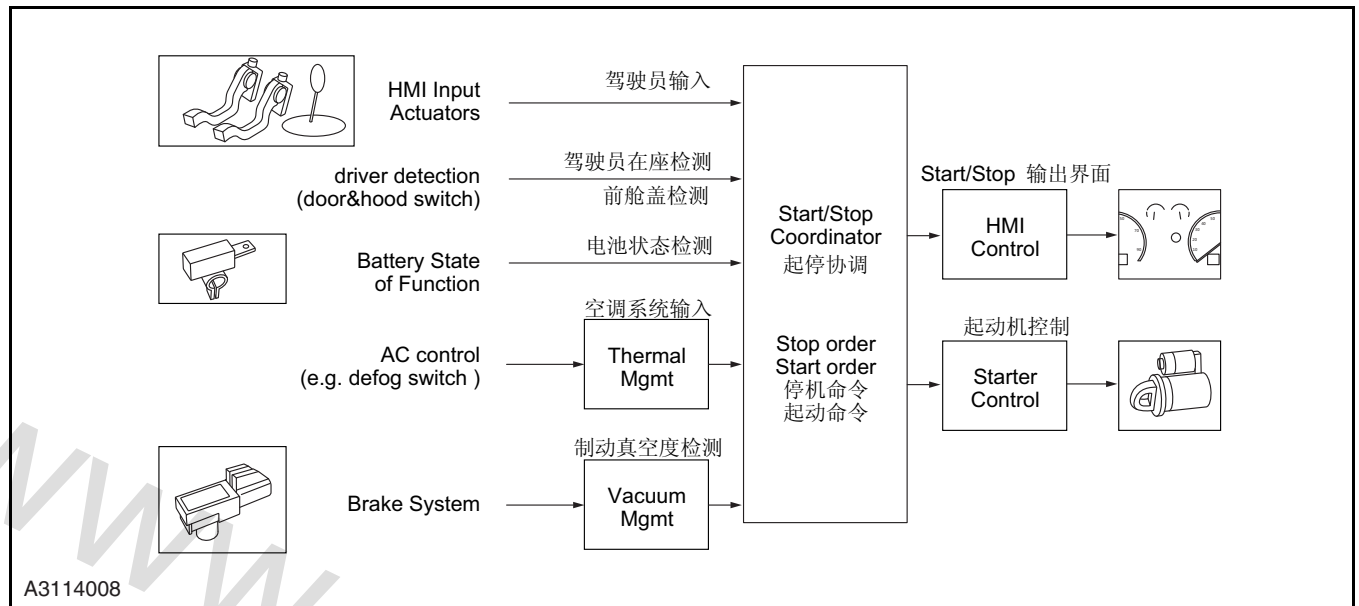 HMI Input
Actuators
驾驶员输入
driver detection
(door&hood switch)
驾驶员在座检测
前舱盖检测
Battery State
of Function
电池状态检测
AC control
(e.g. defog switch )
空调系统输入
Thermal
Mgmt
Brake System
制动真空度检测
Vacuum
Mgmt
Start/Stop
Coordinator
起停协调
Stop order
Start order
停机命令
起动命令
Start/Stop 输出界面
HMI
Control
起动机控制
Starter
Control
A3114008
WWW